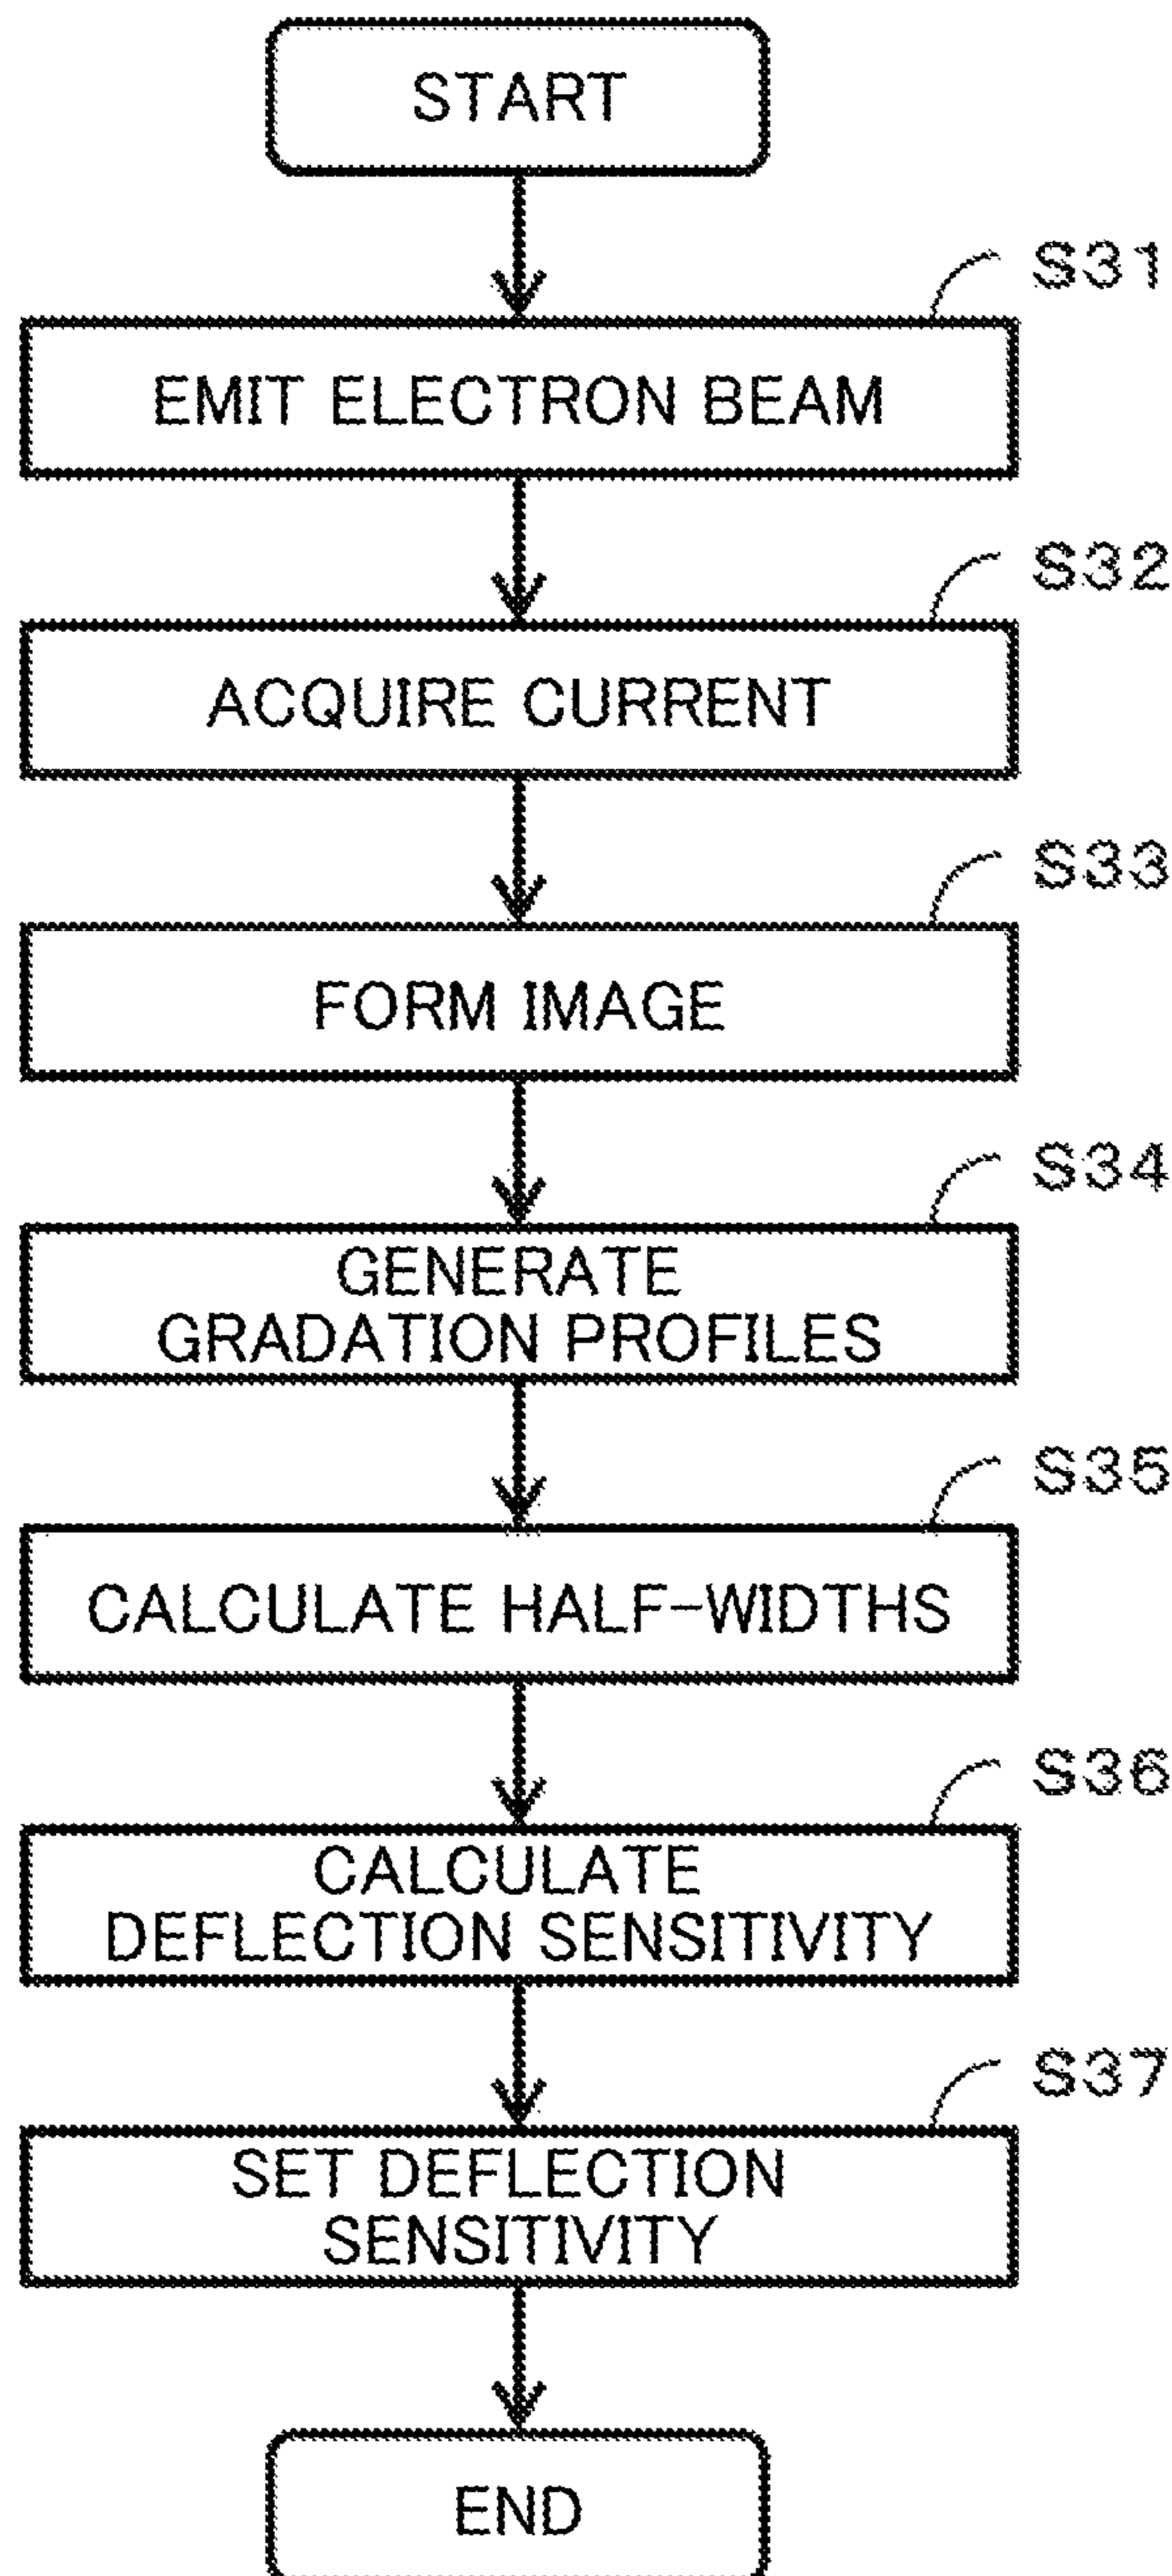 START
S31
EMIT ELECTRON BEAM
S32
ACQUIRE CURRENT
S33
FORM IMAGE
S34
GENERATE
GRADATION PROFILES
S35
CALCULATE HALF-WIDTHS
S36
CALCULATE
DEFLECTION SENSITIVITY
S37
SET DEFLECTION
SENSITIVITY
END